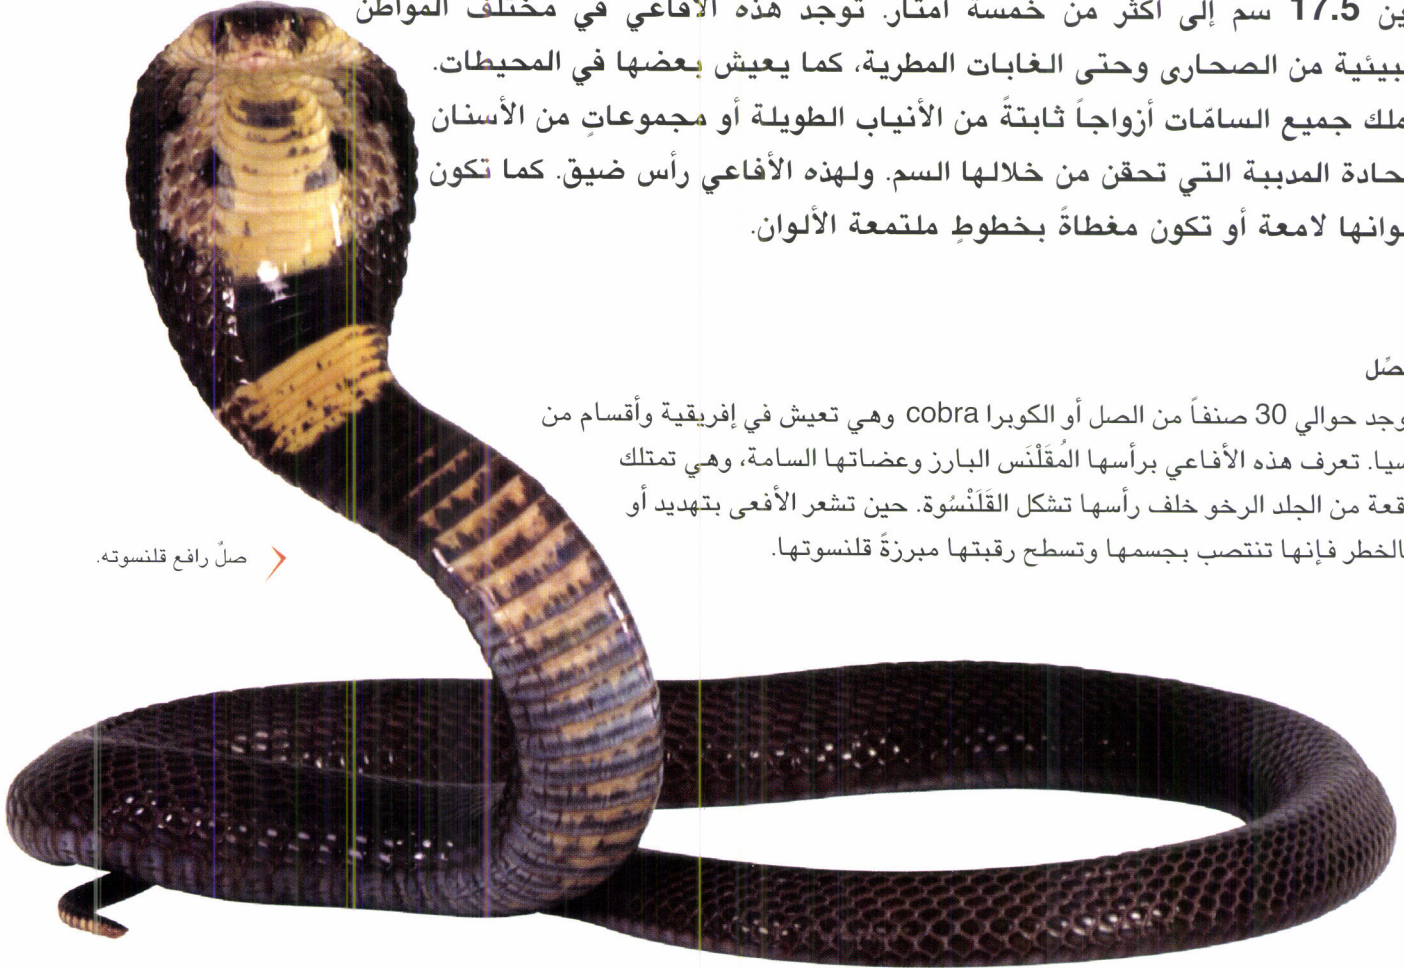 ين 17.5 سم إلى أكثر من خمسة أمتار. توجد هذه الأفاعي في مختلف المواطن
بيئية من الصحارى وحتى الغابات المطرية، كما يعيش بعضها في المحيطات.
ملك جميع السامّات أزواجاً ثابتةً من الأنياب الطويلة أو مجموعاتٍ من الأسنان
حادة المدببة التي تحقن من خلالها السم. ولهذه الأفاعي رأس ضيق. كما تكون
وانها لامعة أو تكون مغطاةً بخطوطٍ ملتمعة الألوان.
صِّل
وجد حوالي 30 صنفاً من الصل أو الكوبرا cobra وهي تعيش في إفريقية وأقسام من
سيا. تعرف هذه الأفاعي برأسها المُقَلْنَس البارز وعضاتها السامة، وهي تمتلك
قعة من الجلد الرخو خلف رأسها تشكل القَلَنْسُوة. حين تشعر الأفعى بتهديد أو
الخطر فإنها تنتصب بجسمها وتسطح رقبتها مبرزةً قلنسوتها.
صلٌ رافع قلنسوته.